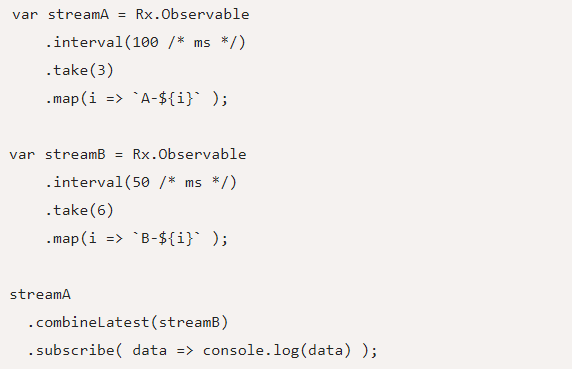 var streamA = Rx.Observable
    .interval(100 /* ms */)
    .take(3)
    .map(i => `A-${i}` );

var streamB = Rx.Observable
    .interval(50 /* ms */)
    .take(6)
    .map(i => `B-${i}` );

streamA
  .combineLatest(streamB)
  .subscribe( data => console.log(data) );